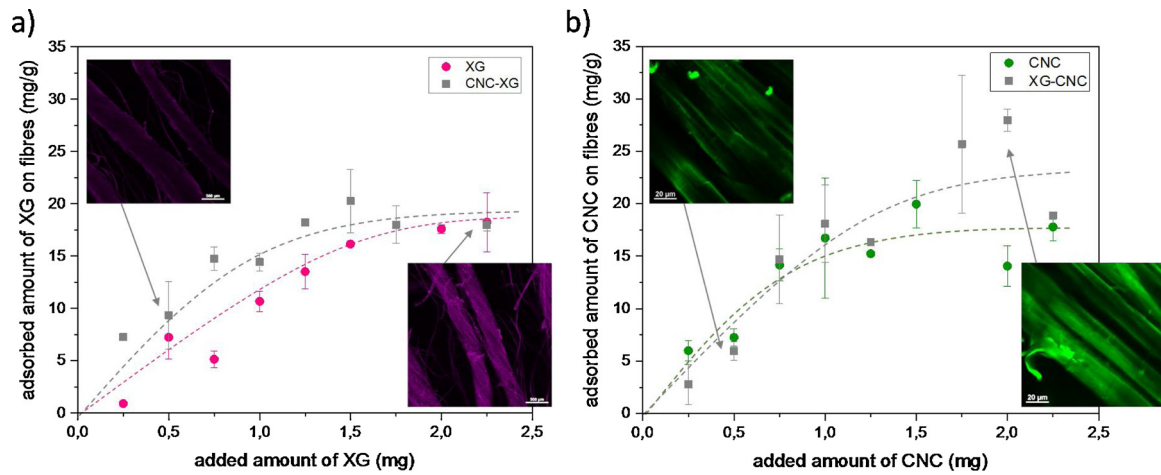 a)
adsorbed amount of XG on fibres (mg/g)
35
30
25
20
15
10
5
0
0,0
0,5
1,0
1,5
2,0
2,5
added amount of XG (mg)
XG
CNC-XG
b)
adsorbed amount of CNC on fibres (mg/g)
35
30
25
20
15
10
5
0
0,0
0,5
1,0
1,5
2,0
2,5
added amount of CNC (mg)
CNC
XG-CNC
20 µm
20 µm